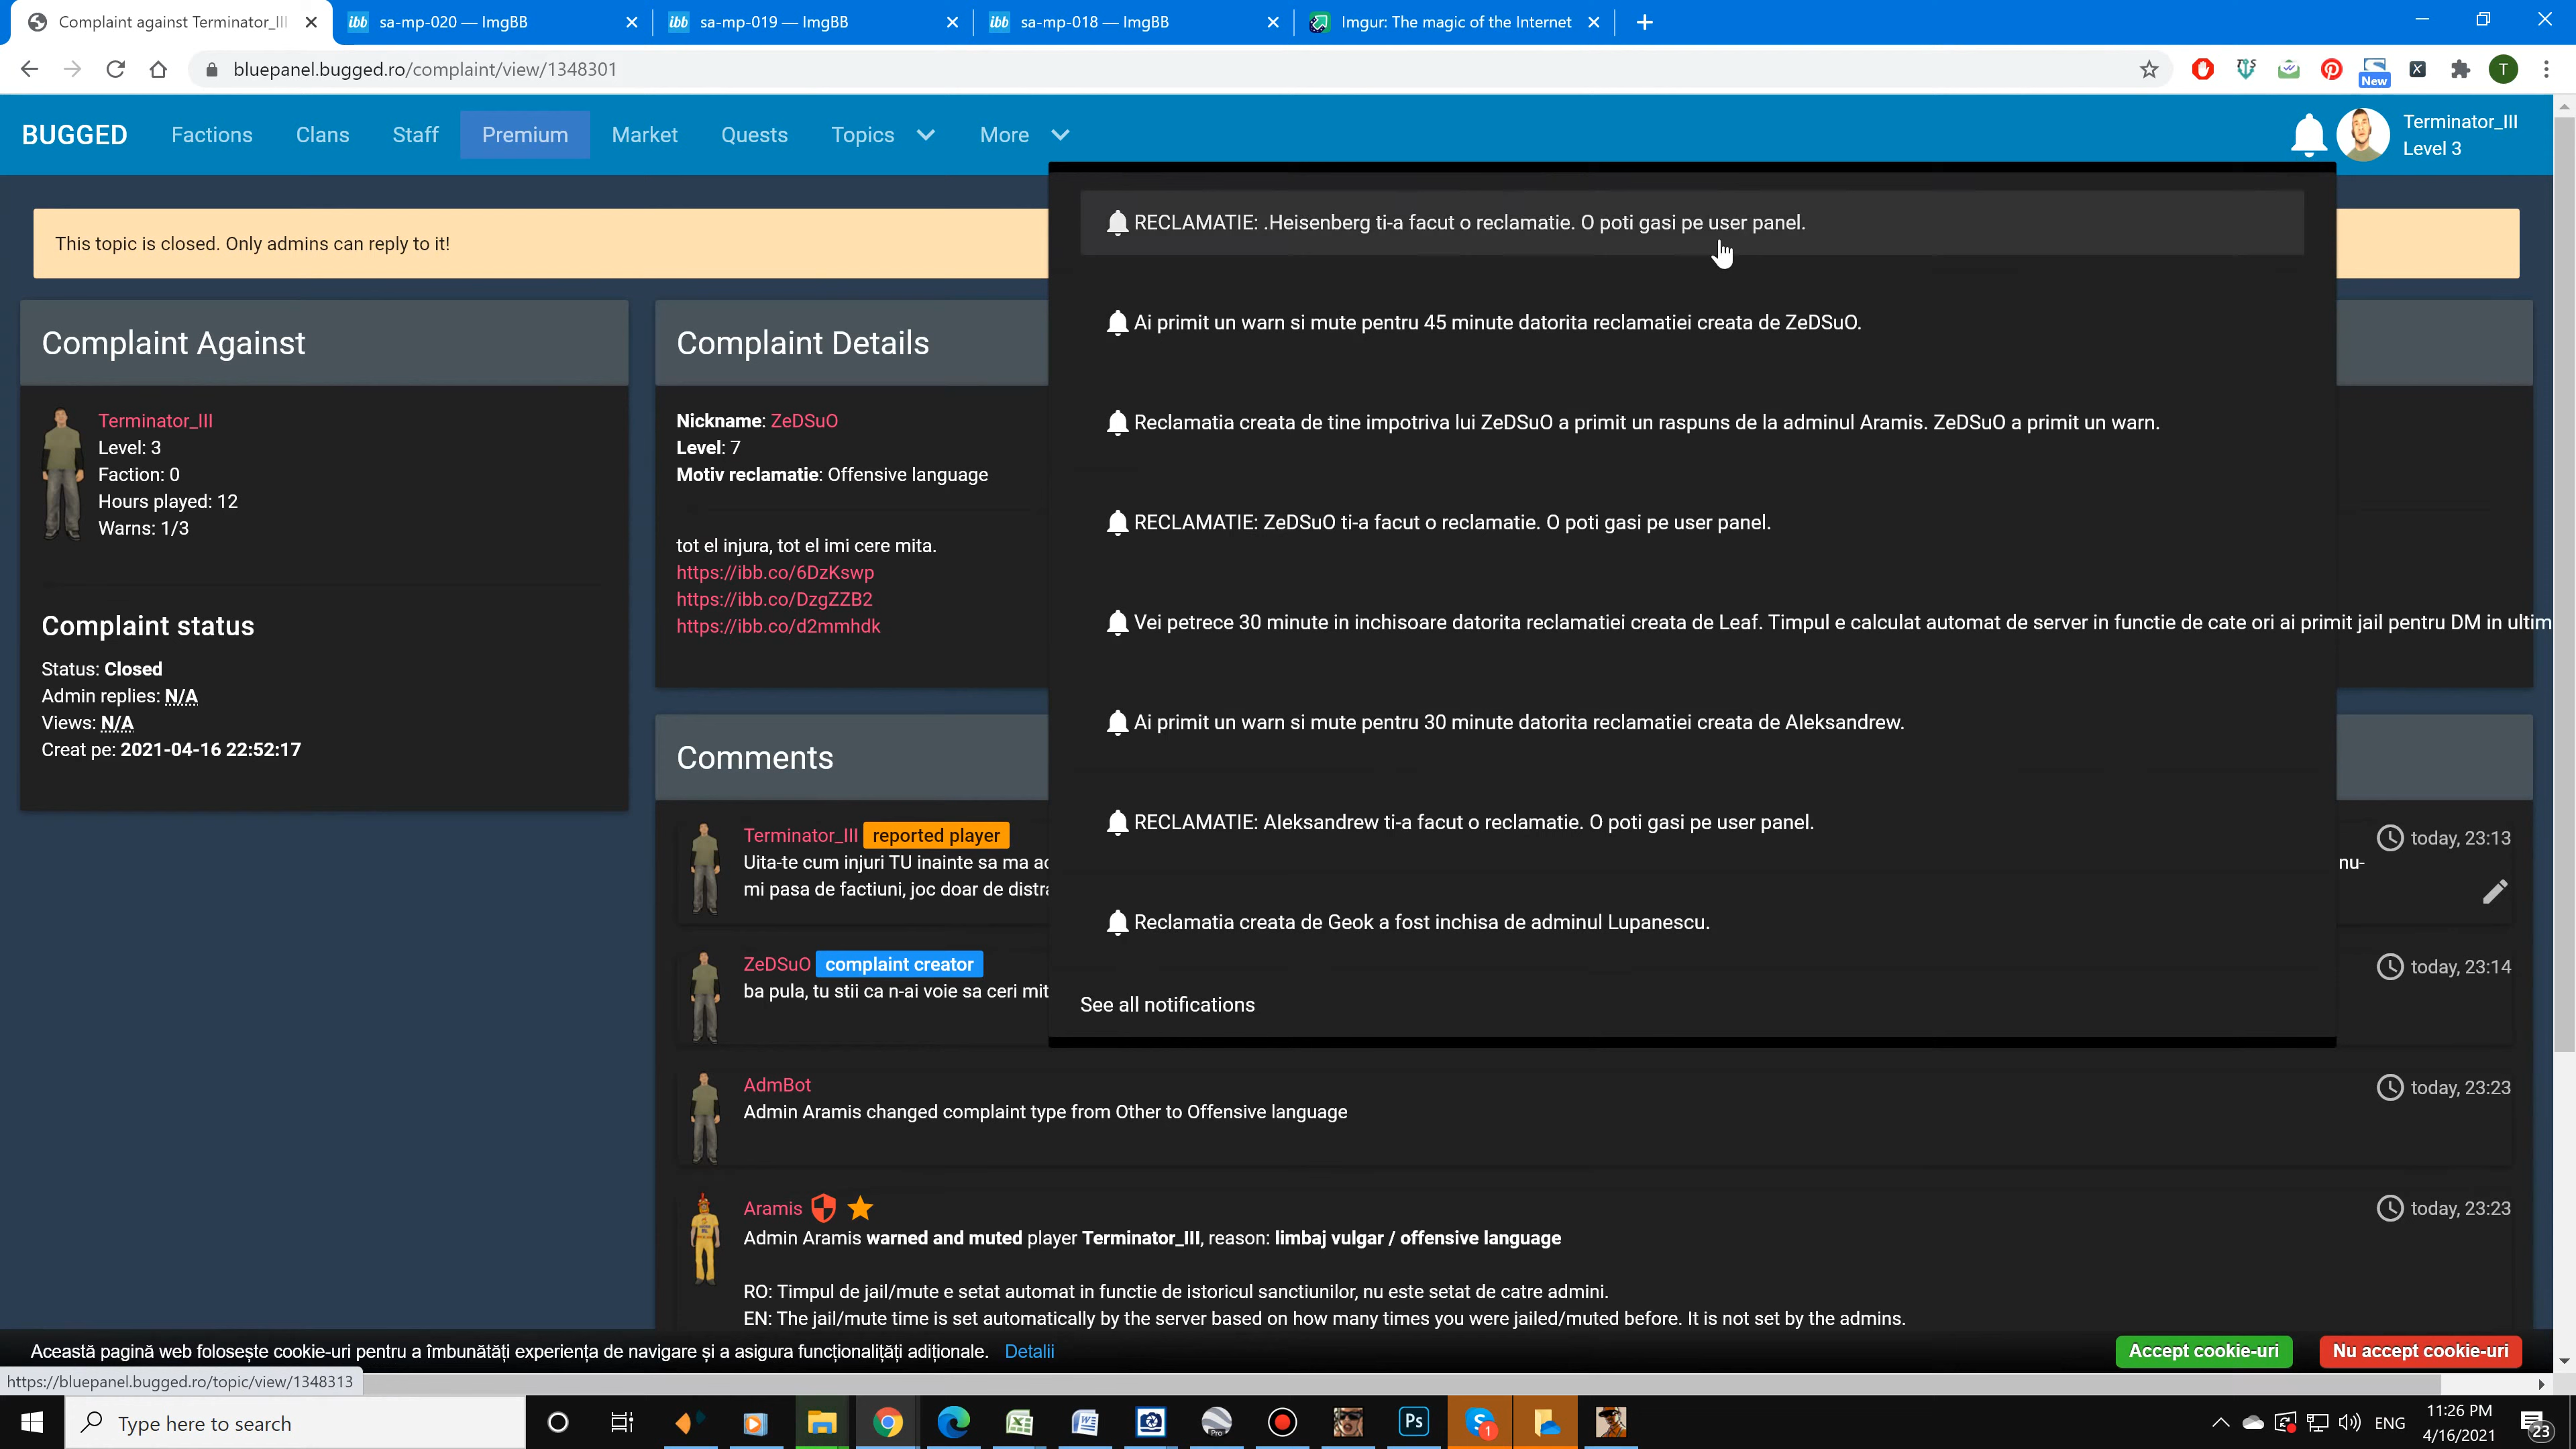 Complaint against Terminator_III
sa-mp-020 — ImgBB
sa-mp-019 — ImgBB
sa-mp-018 — ImgBB
Imgur: The magic of the Internet
bluepanel.bugged.ro/complaint/view/1348301
New
T
BUGGED
Factions
Clans
Staff
Premium
Market
Quests
Topics
More
Terminator_III
Level 3
This topic is closed. Only admins can reply to it!
RECLAMATIE: .Heisenberg ti-a facut o reclamatie. O poti gasi pe user panel.
Ai primit un warn si mute pentru 45 minute datorita reclamatiei creata de ZeDSuO.
Reclamatia creata de tine impotriva lui ZeDSuO a primit un raspuns de la adminul Aramis. ZeDSuO a primit un warn.
RECLAMATIE: ZeDSuO ti-a facut o reclamatie. O poti gasi pe user panel.
Vei petrece 30 minute in inchisoare datorita reclamatiei creata de Leaf. Timpul e calculat automat de server in functie de cate ori ai primit jail pentru DM in ultim
Ai primit un warn si mute pentru 30 minute datorita reclamatiei creata de Aleksandrew.
RECLAMATIE: Aleksandrew ti-a facut o reclamatie. O poti gasi pe user panel.
Reclamatia creata de Geok a fost inchisa de adminul Lupanescu.
See all notifications
Complaint Against
Terminator_III
Level: 3
Faction: 0
Hours played: 12
Warns: 1/3
Complaint status
Status: Closed
Admin replies: N/A
Views: N/A
Creat pe: 2021-04-16 22:52:17
Complaint Details
Nickname: ZeDSuO
Level: 7
Motiv reclamatie: Offensive language
tot el injura, tot el imi cere mita.
https://ibb.co/6DzKswp
https://ibb.co/DzgZZB2
https://ibb.co/d2mmhdk
Comments
Terminator_III reported player
today, 23:13
Uita-te cum injuri TU inainte sa ma ac
nu-
mi pasa de factiuni, joc doar de distra
ZeDSuO complaint creator
today, 23:14
ba pula, tu stii ca n-ai voie sa ceri mit
AdmBot
today, 23:23
Admin Aramis changed complaint type from Other to Offensive language
Aramis
today, 23:23
Admin Aramis warned and muted player Terminator_III, reason: limbaj vulgar / offensive language
RO: Timpul de jail/mute e setat automat in functie de istoricul sanctiunilor, nu este setat de catre admini.
EN: The jail/mute time is set automatically by the server based on how many times you were jailed/muted before. It is not set by the admins.
Această pagină web folosește cookie-uri pentru a îmbunătăți experiența de navigare și a asigura funcționalități adiționale. Detalii
Accept cookie-uri
Nu accept cookie-uri
https://bluepanel.bugged.ro/topic/view/1348313
Type here to search
Pro
Ps
1
ENG
11:26 PM
4/16/2021
23